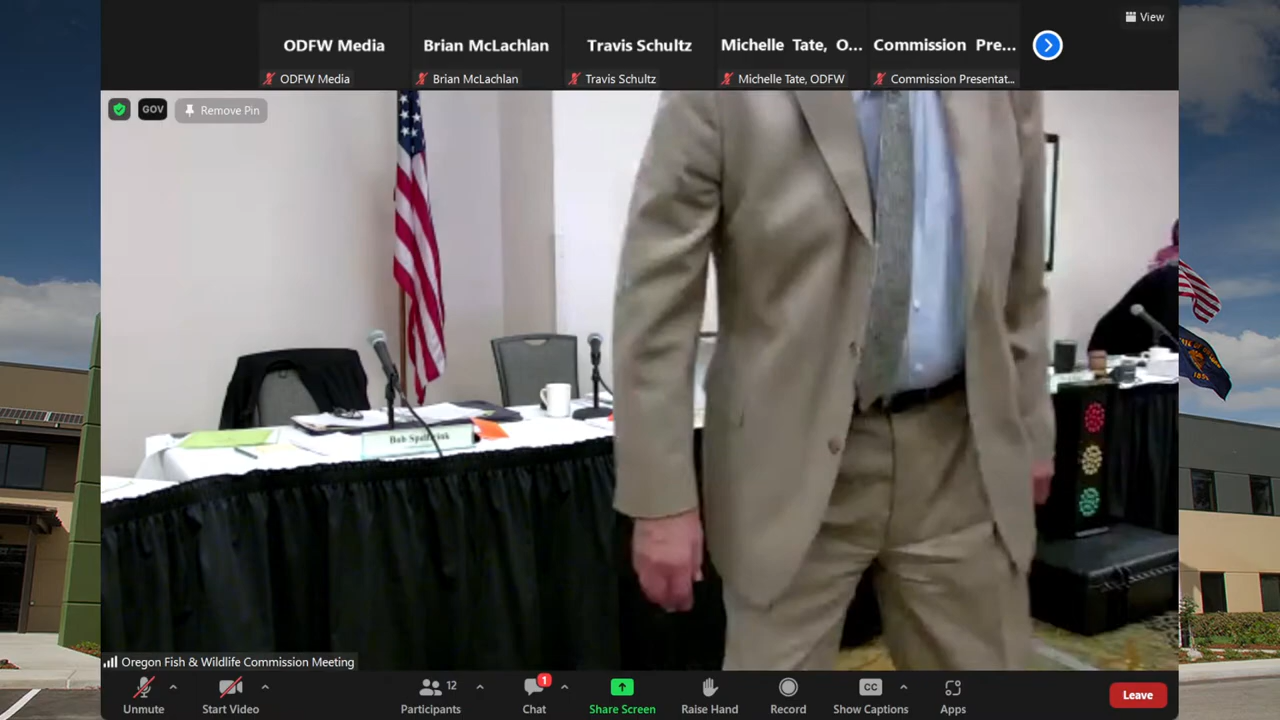 View
ODFW Media
Brian McLachlan
Travis Schultz
Michelle Tate, O...
Commission Pre...
ODFW Media
Brian McLachlan
Travis Schultz
Michelle Tate, ODFW
Commission Presentat...
GOV
Remove Pin
Bob
Oregon Fish & Wildlife Commission Meeting
12
1
CC
Unmute
Start Video
Participants
Chat
Share Screen
Raise Hand
Record
Show Captions
Apps
Leave